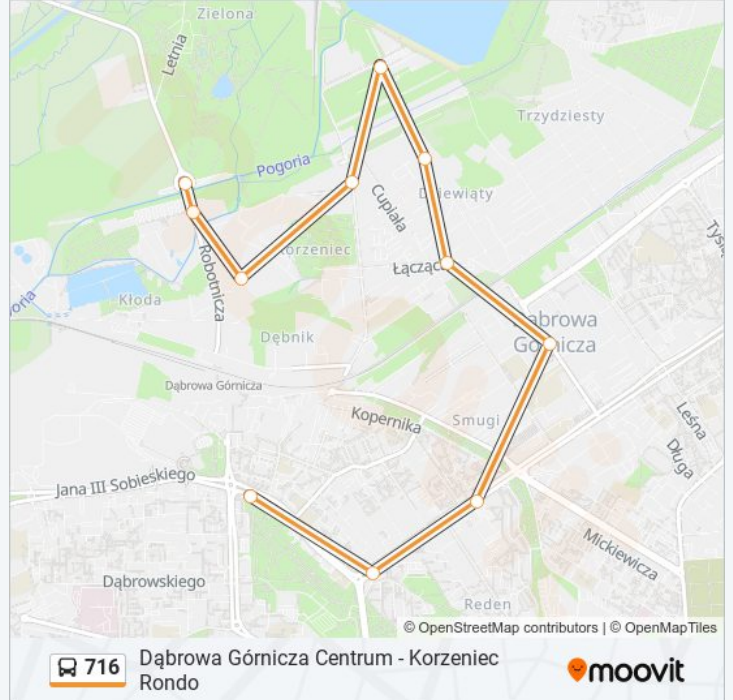 Zielona
Letnia
Trzydziesty
Pogoria
Cupiała
Dziewiąty
Korzeniec
Robotnicza
Łącząca
Kłoda
Dąbrowa
Górnicza
Dębnik
Dąbrowa Górnicza
Kopernika
Smugi
Leśna
Długa
Jana III Sobieskiego
Mickiewicza
Dąbrowskiego
Reden
© OpenStreetMap contributors | © OpenMapTiles
716
Dąbrowa Górnicza Centrum - Korzeniec
Rondo
moovit